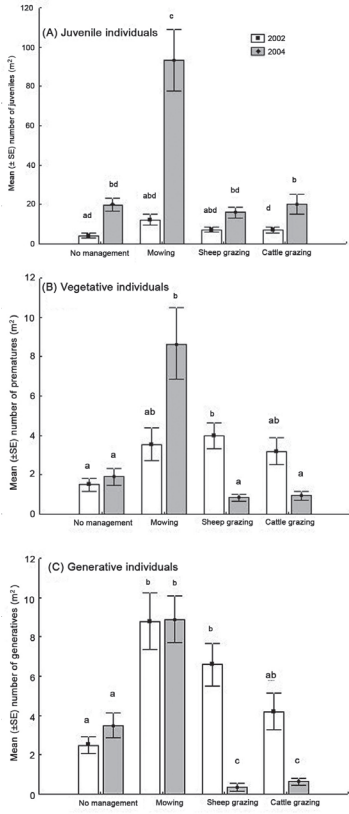 (A) Juvenile individuals
Mean (± SE) number of juveniles (m²)
120
100
80
60
40
20
0
2002
2004
ad
bd
abd
c
abd
bd
d
b
No management
Mowing
Sheep grazing
Cattle grazing
(B) Vegetative individuals
Mean (±SE) number of prematures (m²)
12
10
8
6
4
2
0
a
a
ab
b
b
a
ab
a
No management
Mowing
Sheep grazing
Cattle grazing
(C) Generative individuals
Mean (±SE) number of generatives (m²)
12
8
6
4
2
0
a
a
b
b
b
c
ab
c
No management
Mowing
Sheep grazing
Cattle grazing